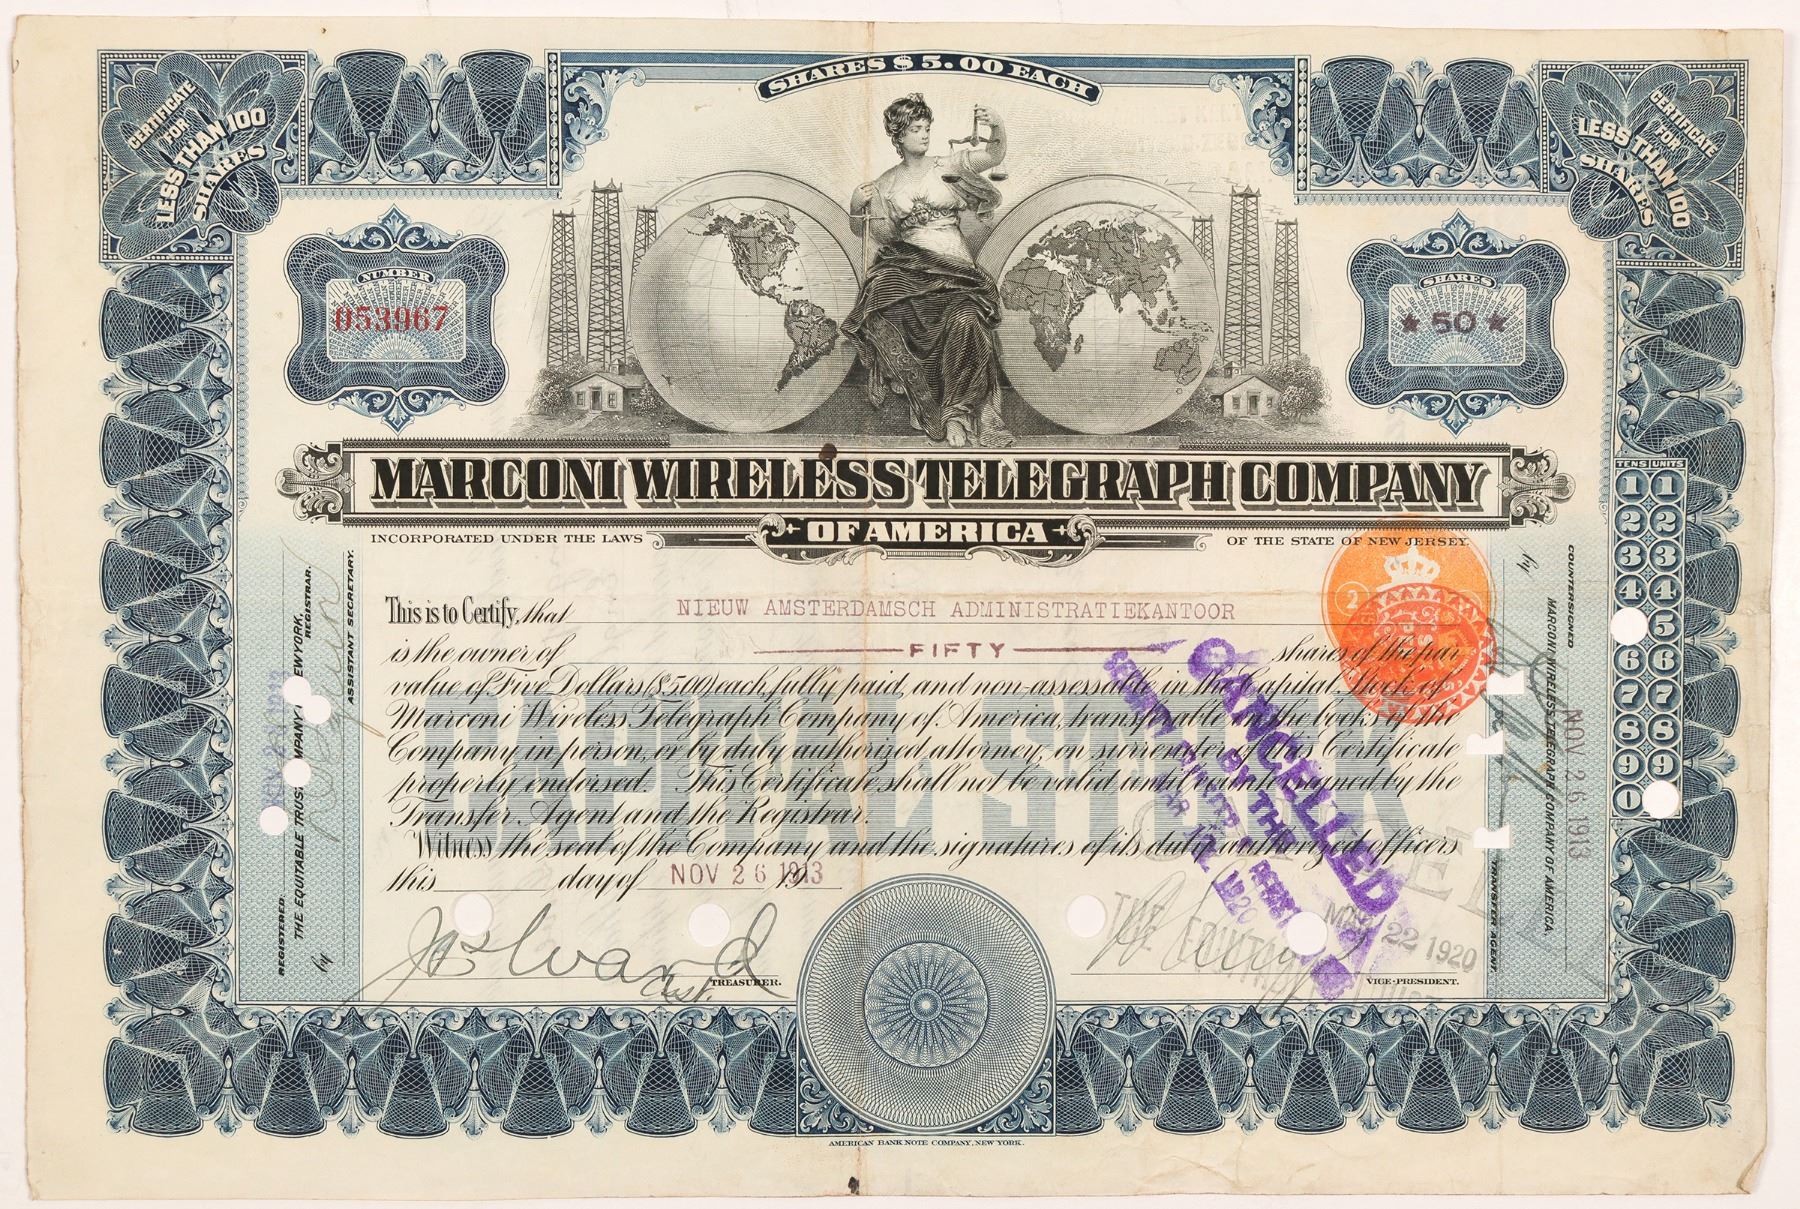 SHARES $5.00 EACH
CERTIFICATE
FOR
LESS THAN 100
SHARES
CERTIFICATE
FOR
LESS THAN 100
SHARES
NUMBER
053967
SHARES
★ 50 ★
MARCONI WIRELESS TELEGRAPH COMPANY
OF AMERICA
INCORPORATED UNDER THE LAWS
OF THE STATE OF NEW JERSEY.
This is to Certify, that NIEUW AMSTERDAMSCH ADMINISTRATIEKANTOOR
is the owner of FIFTY shares of the par
value of Five Dollars ($5.00) each, fully paid, and non-assessable in the Capital Stock of
Marconi Wireless Telegraph Company of America, transferable on the books of the
Company in person, or by duly authorized attorney, on surrender of this Certificate
properly endorsed. This Certificate shall not be valid until countersigned by the
Transfer Agent and the Registrar.
Witness the seal of the Company and the signatures of its duly authorized officers
this day of NOV 26 1913
CAPITAL STOCK
TREASURER.
Asst.
VICE-PRESIDENT.
REGISTERED
THE EQUITABLE TRUST COMPANY OF NEW YORK,
REGISTRAR.
by
ASSISTANT SECRETARY.
COUNTERSIGNED
MARCONI WIRELESS TELEGRAPH COMPANY OF AMERICA.
by
TRANSFER AGENT.
NOV 26 1913
TENS UNITS
1 1
2 2
3 3
4 4
5
6 6
7 7
8 8
9 9
0
2
CANCELLED
BY THE
MAR 22 1920
THE EQUITABLE
AMERICAN BANK NOTE COMPANY, NEW YORK.